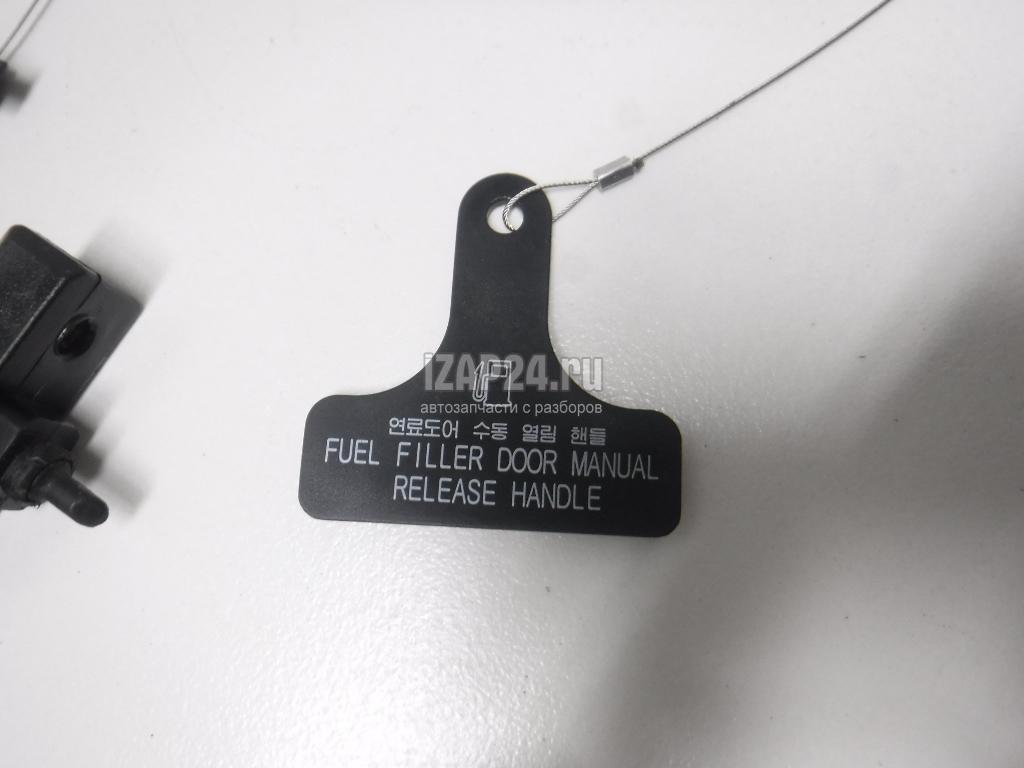 iZAP24.ru
автозапчасти с разборов
연료도어 수동 열림 핸들
FUEL FILLER DOOR MANUAL
RELEASE HANDLE